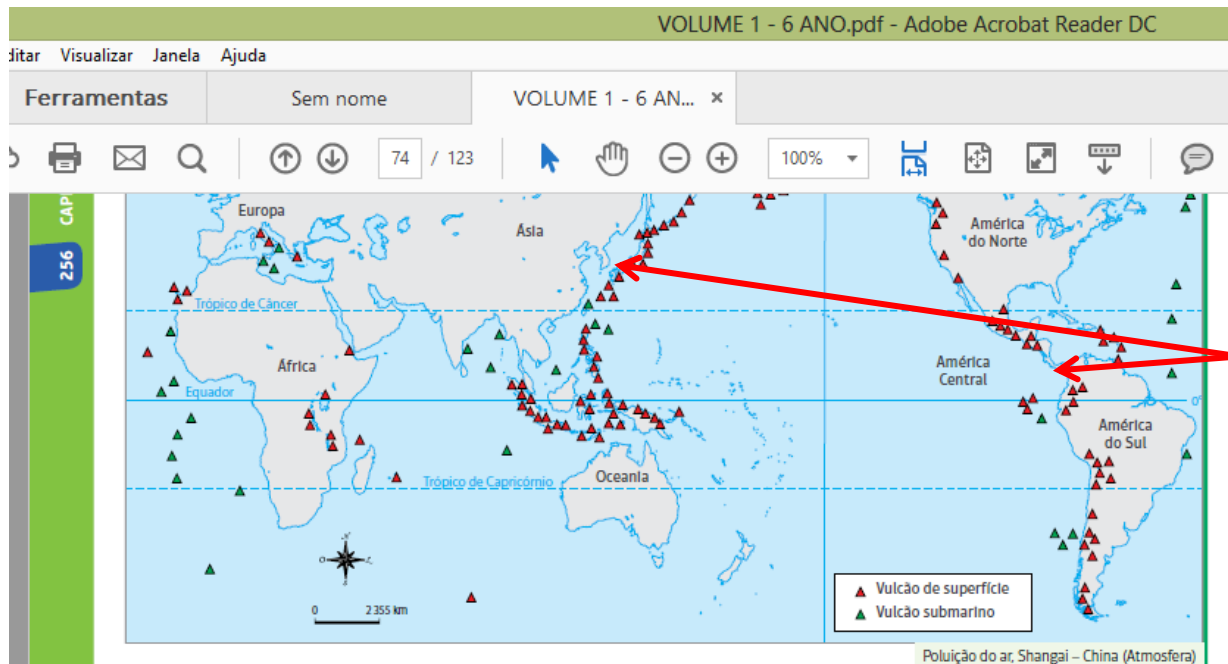 VOLUME 1 - 6 ANO.pdf - Adobe Acrobat Reader DC
ditar Visualizar Janela Ajuda
Ferramentas Sem nome VOLUME 1 - 6 AN... ×
74 / 123 100%
256
CAP
Europa
Ásia
América
do Norte
Trópico de Câncer
África
América
Central
Equador
0°
América
do Sul
Trópico de Capricórnio
Oceania
N
O
L
S
0 2 355 km
Vulcão de superfície
Vulcão submarino
Poluição do ar, Shangai – China (Atmosfera)